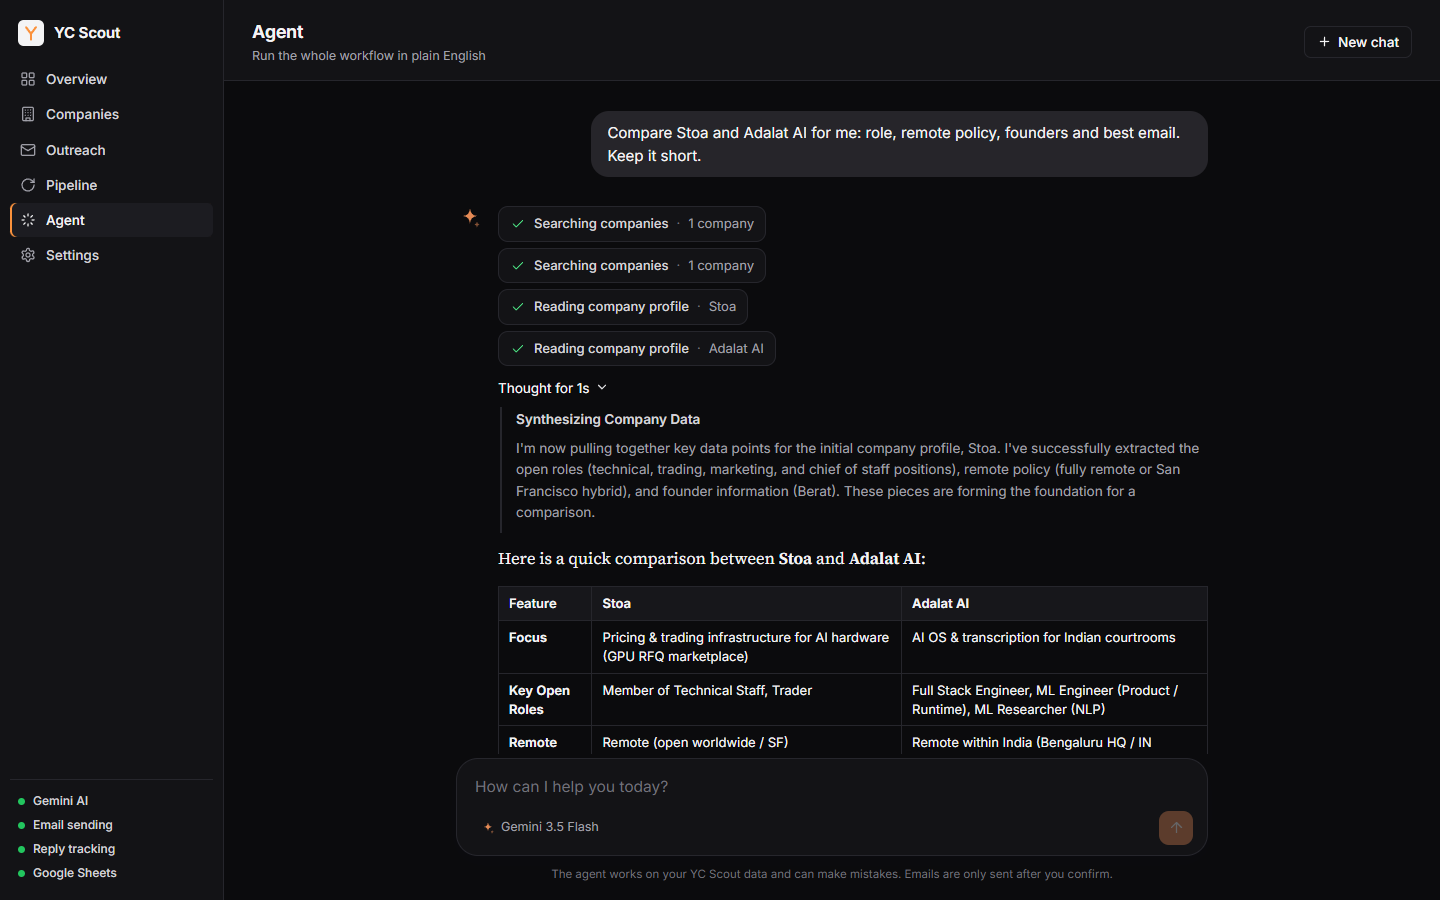 YC Scout
Overview
Companies
Outreach
Pipeline
Agent
Settings
Gemini AI
Email sending
Reply tracking
Google Sheets
Agent
Run the whole workflow in plain English
+ New chat
Compare Stoa and Adalat AI for me: role, remote policy, founders and best email.
Keep it short.
Searching companies · 1 company
Searching companies · 1 company
Reading company profile · Stoa
Reading company profile · Adalat AI
Thought for 1s
Synthesizing Company Data
I'm now pulling together key data points for the initial company profile, Stoa. I've successfully extracted the
open roles (technical, trading, marketing, and chief of staff positions), remote policy (fully remote or San
Francisco hybrid), and founder information (Berat). These pieces are forming the foundation for a
comparison.
Here is a quick comparison between Stoa and Adalat AI:
Feature Stoa Adalat AI
Focus Pricing & trading infrastructure for AI hardware AI OS & transcription for Indian courtrooms
(GPU RFQ marketplace)
Key Open Member of Technical Staff, Trader Full Stack Engineer, ML Engineer (Product /
Roles Runtime), ML Researcher (NLP)
Remote Remote (open worldwide / SF) Remote within India (Bengaluru HQ / IN
How can I help you today?
Gemini 3.5 Flash
The agent works on your YC Scout data and can make mistakes. Emails are only sent after you confirm.